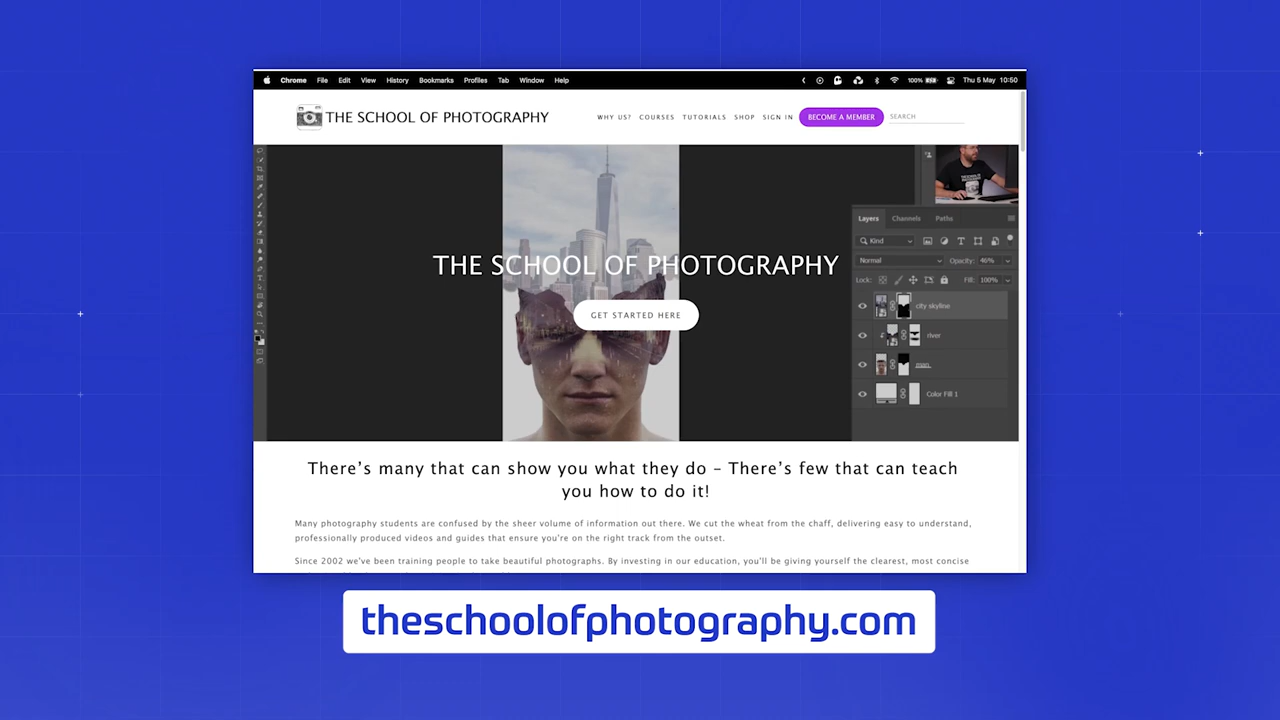 Chrome File Edit View History Bookmarks Profiles Tab Window Help 100% Thu 5 May 10:50
THE SCHOOL OF PHOTOGRAPHY WHY US? COURSES TUTORIALS SHOP SIGN IN BECOME A MEMBER SEARCH
Layers Channels Paths
Kind
Normal Opacity: 46%
Lock: Fill: 100%
city skyline
river
man
Color Fill 1
THE SCHOOL OF PHOTOGRAPHY
GET STARTED HERE
There's many that can show you what they do – There's few that can teach
you how to do it!
Many photography students are confused by the sheer volume of information out there. We cut the wheat from the chaff, delivering easy to understand,
professionally produced videos and guides that ensure you're on the right track from the outset.
Since 2002 we've been training people to take beautiful photographs. By investing in our education, you'll be giving yourself the clearest, most concise
theschoolofphotography.com